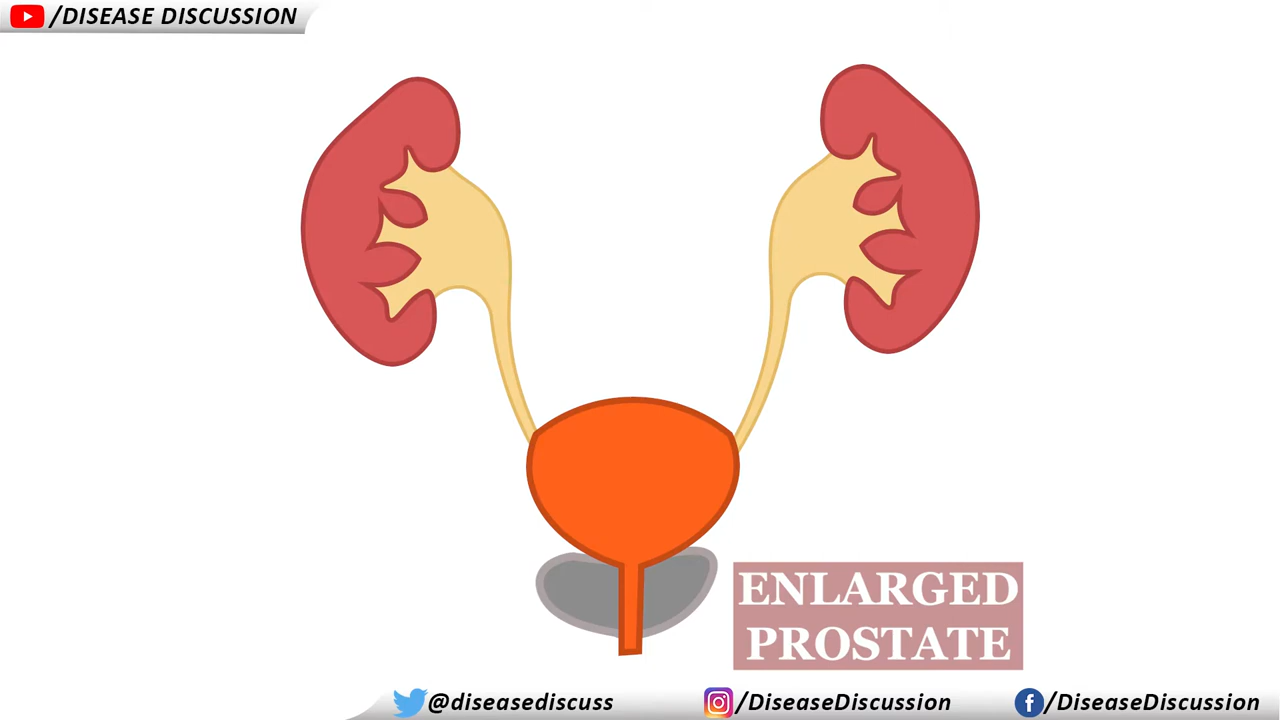 /DISEASE DISCUSSION
ENLARGED
PROSTATE
@diseasediscuss
/DiseaseDiscussion
/DiseaseDiscussion